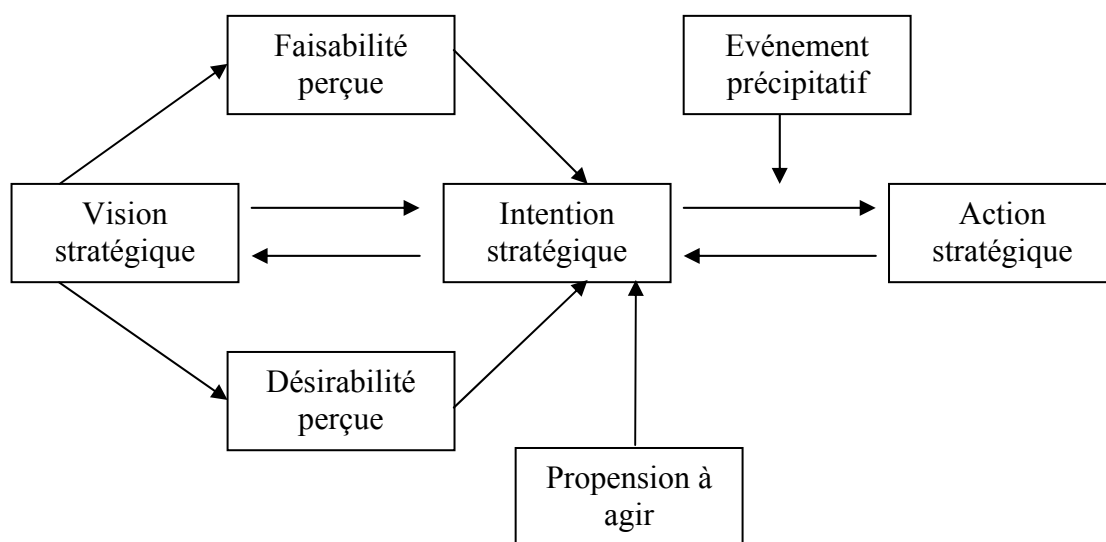 Faisabilité
perçue
Evénement
précipitatif
Vision
stratégique
Intention
stratégique
Action
stratégique
Désirabilité
perçue
Propension à
agir